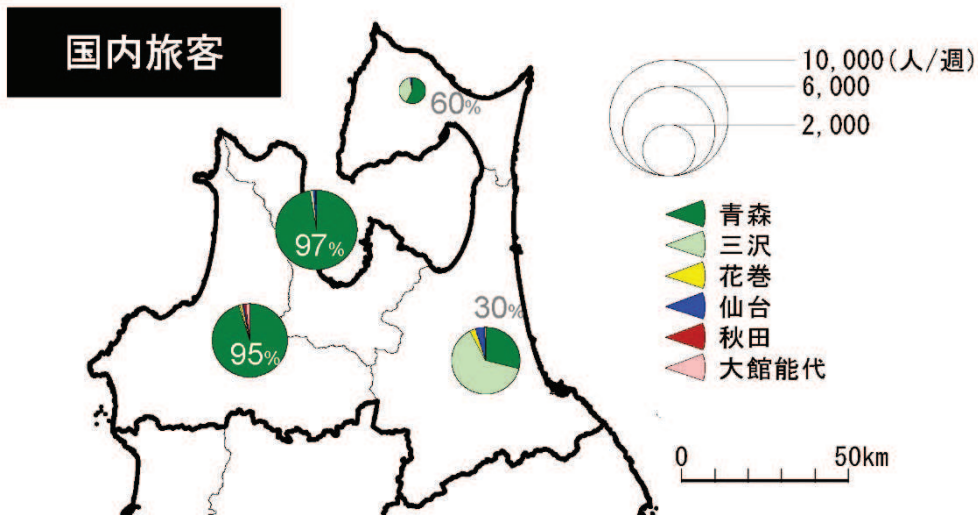 国内旅客
10,000(人/週)
6,000
2,000
60%
97%
95%
30%
青森
三沢
花巻
仙台
秋田
大館能代
0 50km